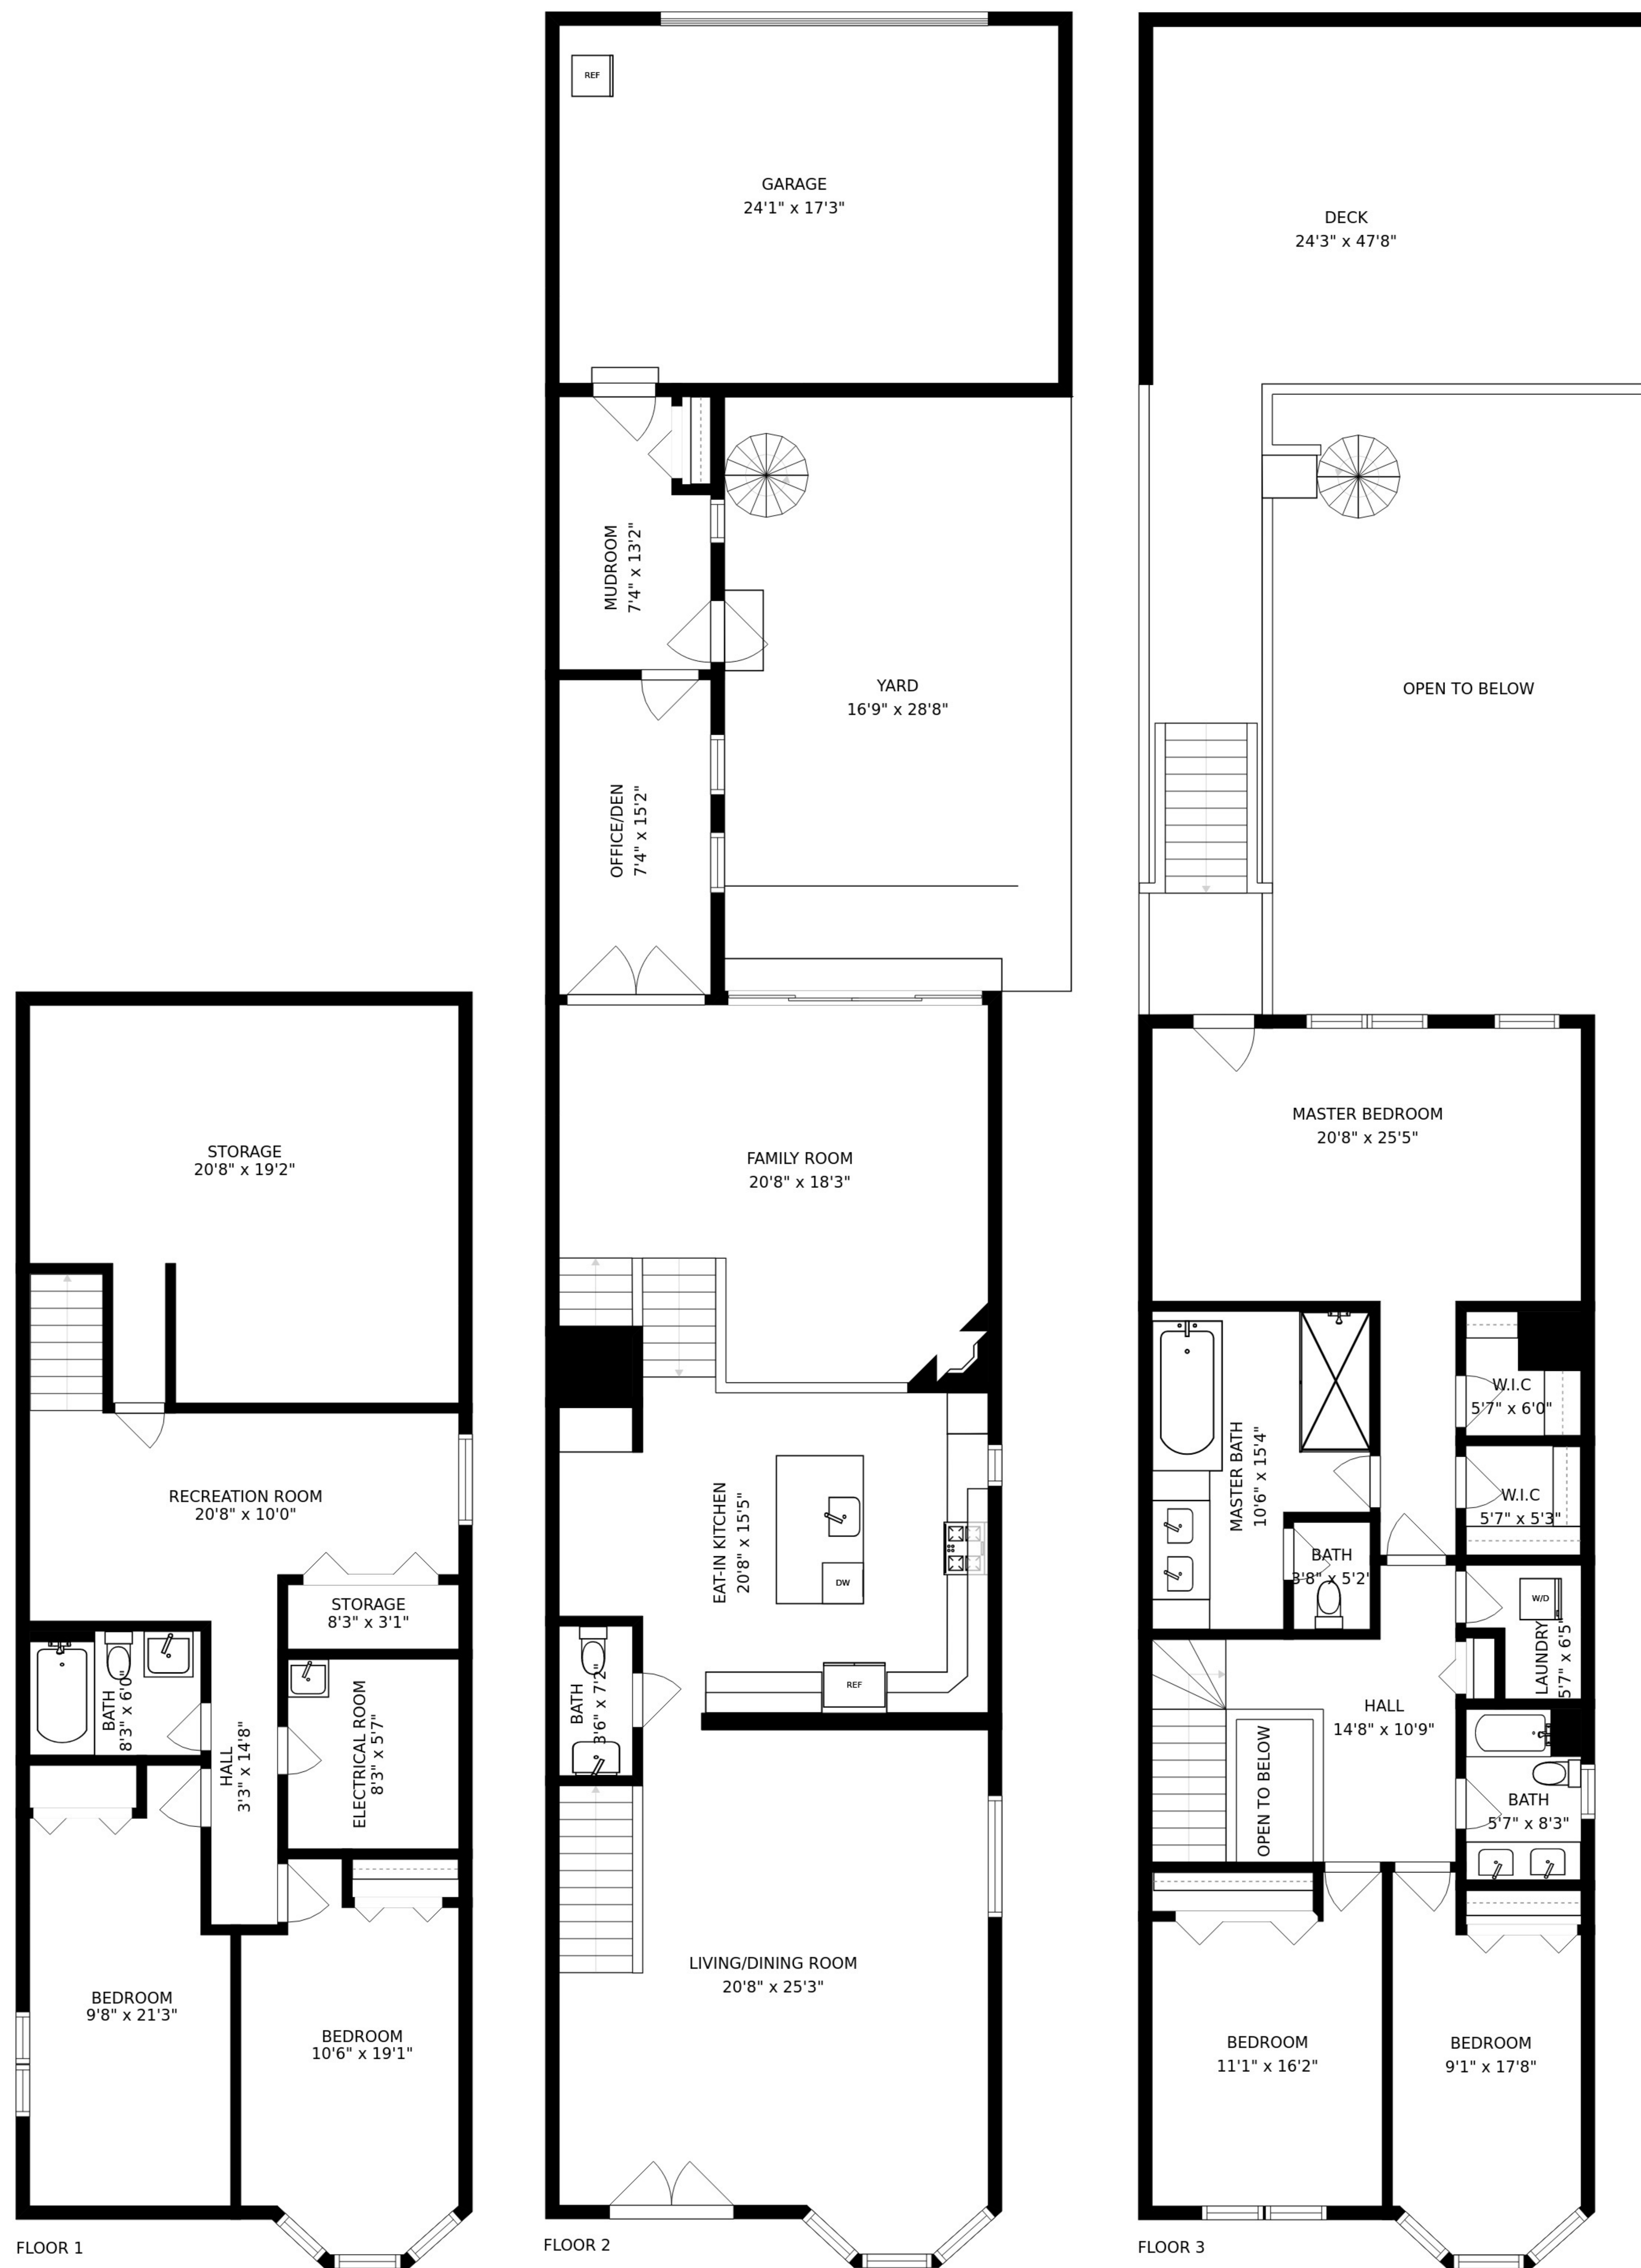 STORAGE
20'8" x 19'2"
RECREATION ROOM
20'8" x 10'0"
STORAGE
8'3" x 3'1"
BATH
8'3" x 6'0"
HALL
3'3" x 14'8"
ELECTRICAL ROOM
8'3" x 5'7"
BEDROOM
9'8" x 21'3"
BEDROOM
10'6" x 19'1"
FLOOR 1
REF
GARAGE
24'1" x 17'3"
MUDROOM
7'4" x 13'2"
YARD
16'9" x 28'8"
OFFICE/DEN
7'4" x 15'2"
FAMILY ROOM
20'8" x 18'3"
EAT-IN KITCHEN
20'8" x 15'5"
DW
REF
BATH
3'6" x 7'2"
LIVING/DINING ROOM
20'8" x 25'3"
FLOOR 2
DECK
24'3" x 47'8"
OPEN TO BELOW
MASTER BEDROOM
20'8" x 25'5"
W.I.C
5'7" x 6'0"
MASTER BATH
10'6" x 15'4"
W.I.C
5'7" x 5'3"
BATH
3'8" x 5'2"
W/D
LAUNDRY
5'7" x 6'5"
HALL
14'8" x 10'9"
OPEN TO BELOW
BATH
5'7" x 8'3"
BEDROOM
11'1" x 16'2"
BEDROOM
9'1" x 17'8"
FLOOR 3